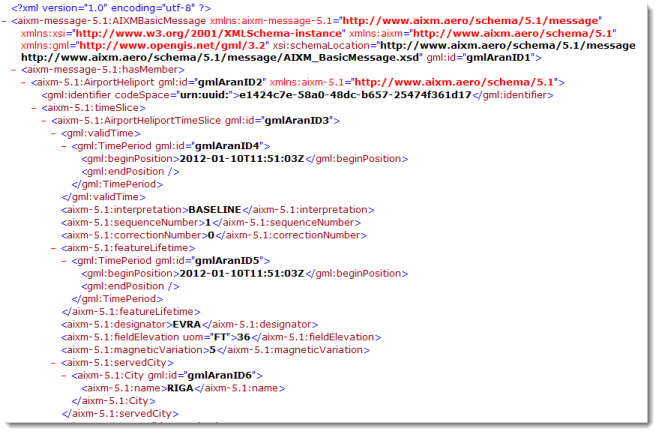 <?xml version="1.0" encoding="utf-8" ?>
- <aixm-message-5.1:AIXMBasicMessage xmlns:aixm-message-5.1="http://www.aixm.aero/schema/5.1/message"
xmlns:xsi="http://www.w3.org/2001/XMLSchema-instance" xmlns:aixm="http://www.aixm.aero/schema/5.1"
xmlns:gml="http://www.opengis.net/gml/3.2" xsi:schemaLocation="http://www.aixm.aero/schema/5.1/message
http://www.aixm.aero/schema/5.1/message/AIXM_BasicMessage.xsd" gml:id="gmlAranID1">
- <aixm-message-5.1:hasMember>
- <aixm-5.1:AirportHeliport gml:id="gmlAranID2" xmlns:aixm-5.1="http://www.aixm.aero/schema/5.1">
<gml:identifier codeSpace="urn:uuid:">e1424c7e-58a0-48dc-b657-25474f361d17</gml:identifier>
- <aixm-5.1:timeSlice>
- <aixm-5.1:AirportHeliportTimeSlice gml:id="gmlAranID3">
- <gml:validTime>
- <gml:TimePeriod gml:id="gmlAranID4">
<gml:beginPosition>2012-01-10T11:51:03Z</gml:beginPosition>
<gml:endPosition />
</gml:TimePeriod>
</gml:validTime>
<aixm-5.1:interpretation>BASELINE</aixm-5.1:interpretation>
<aixm-5.1:sequenceNumber>1</aixm-5.1:sequenceNumber>
<aixm-5.1:correctionNumber>0</aixm-5.1:correctionNumber>
- <aixm-5.1:featureLifetime>
- <gml:TimePeriod gml:id="gmlAranID5">
<gml:beginPosition>2012-01-10T11:51:03Z</gml:beginPosition>
<gml:endPosition />
</gml:TimePeriod>
</aixm-5.1:featureLifetime>
<aixm-5.1:designator>EVRA</aixm-5.1:designator>
<aixm-5.1:fieldElevation uom="FT">36</aixm-5.1:fieldElevation>
<aixm-5.1:magneticVariation>5</aixm-5.1:magneticVariation>
- <aixm-5.1:servedCity>
- <aixm-5.1:City gml:id="gmlAranID6">
<aixm-5.1:name>RIGA</aixm-5.1:name>
</aixm-5.1:City>
</aixm-5.1:servedCity>